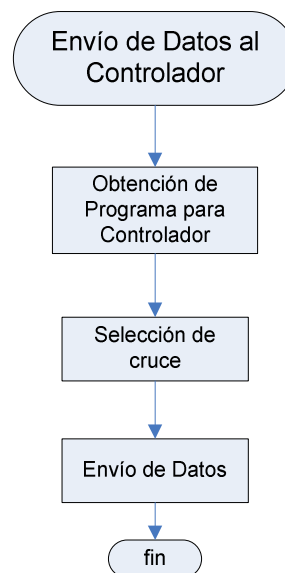 Envío de Datos al
Controlador
Obtención de
Programa para
Controlador
Selección de
cruce
Envío de Datos
fin